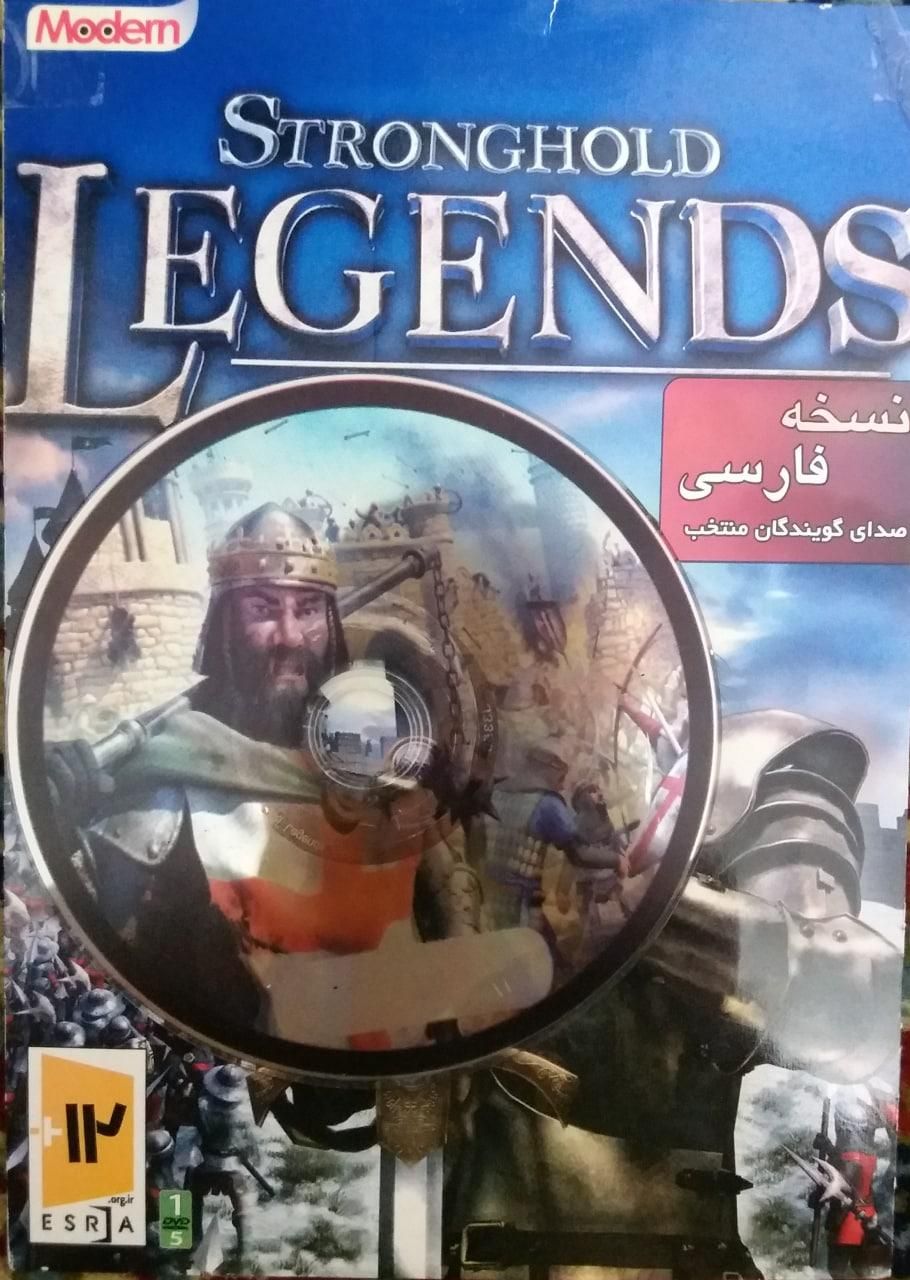 Modern
STRONGHOLD
LEGENDS
نسخه
فارسی
صدای گویندگان منتخب
+۱۲
.org.ir
ESRA
1
DVD
5